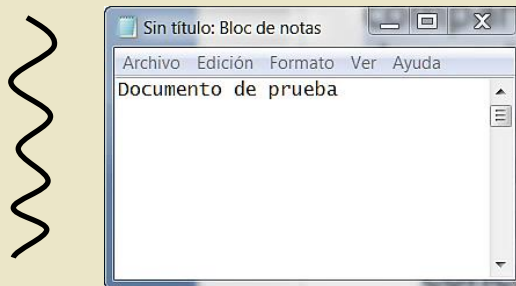 Sin título: Bloc de notas
Archivo Edición Formato Ver Ayuda
Documento de prueba